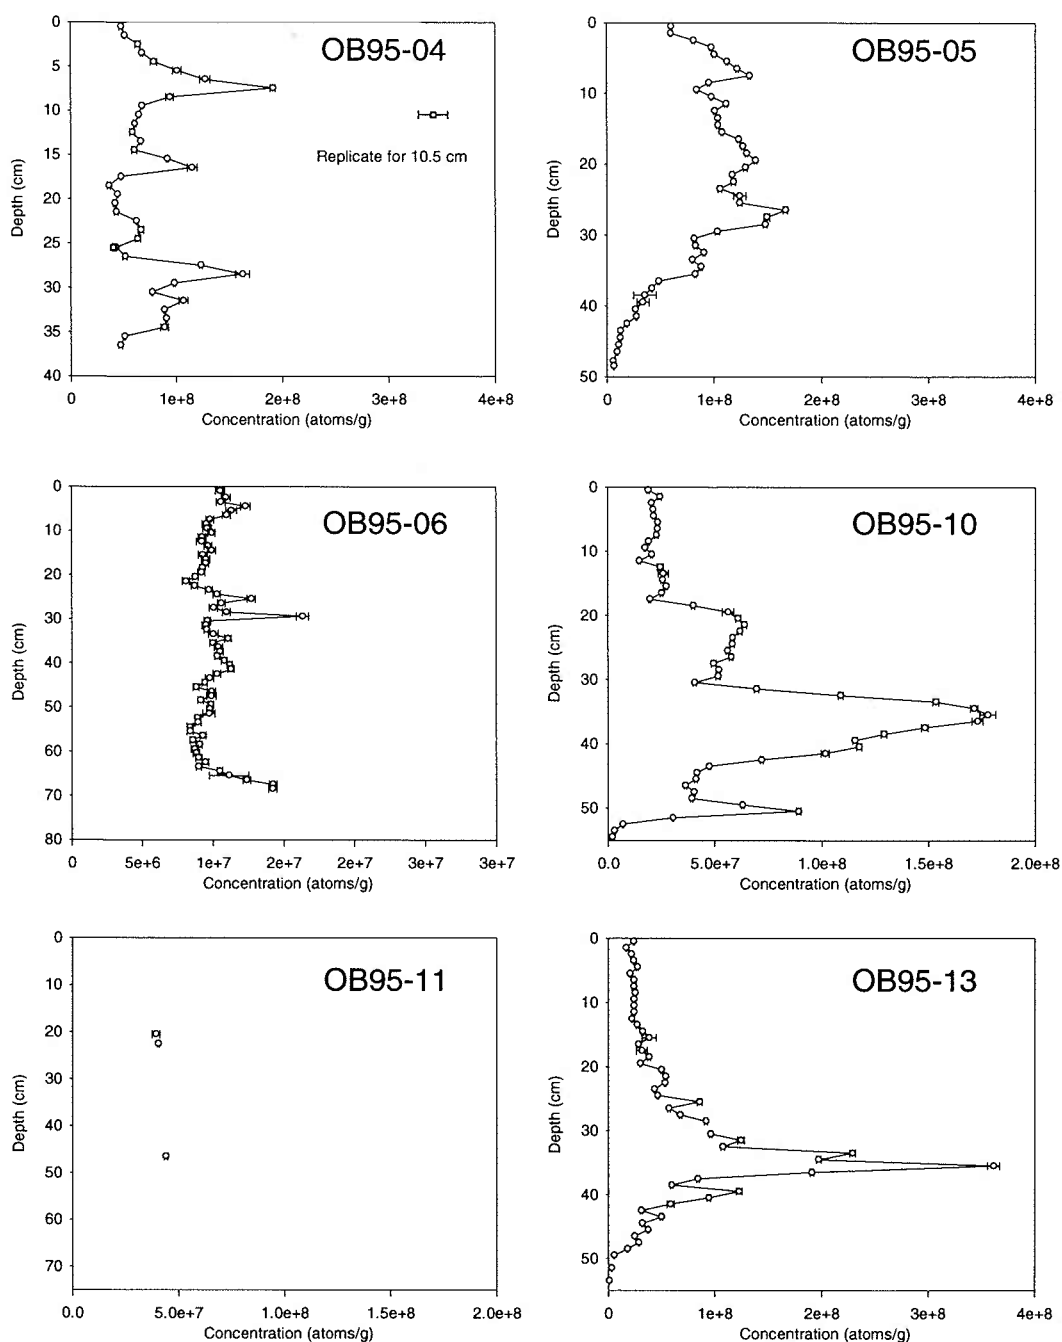 OB95-04
Replicate for 10.5 cm
Depth (cm)
0
5
10
15
20
25
30
35
40
0 1e+8 2e+8 3e+8 4e+8
Concentration (atoms/g)
OB95-05
Depth (cm)
0
10
20
30
40
50
0 1e+8 2e+8 3e+8 4e+8
Concentration (atoms/g)
OB95-06
Depth (cm)
0
10
20
30
40
50
60
70
80
0 5e+6 1e+7 2e+7 2e+7 3e+7 3e+7
Concentration (atoms/g)
OB95-10
Depth (cm)
0
10
20
30
40
50
0.0 5.0e+7 1.0e+8 1.5e+8 2.0e+8
Concentration (atoms/g)
OB95-11
Depth (cm)
0
10
20
30
40
50
60
70
0.0 5.0e+7 1.0e+8 1.5e+8 2.0e+8
Concentration (atoms/g)
OB95-13
Depth (cm)
0
10
20
30
40
50
0 1e+8 2e+8 3e+8 4e+8
Concentration (atoms/g)